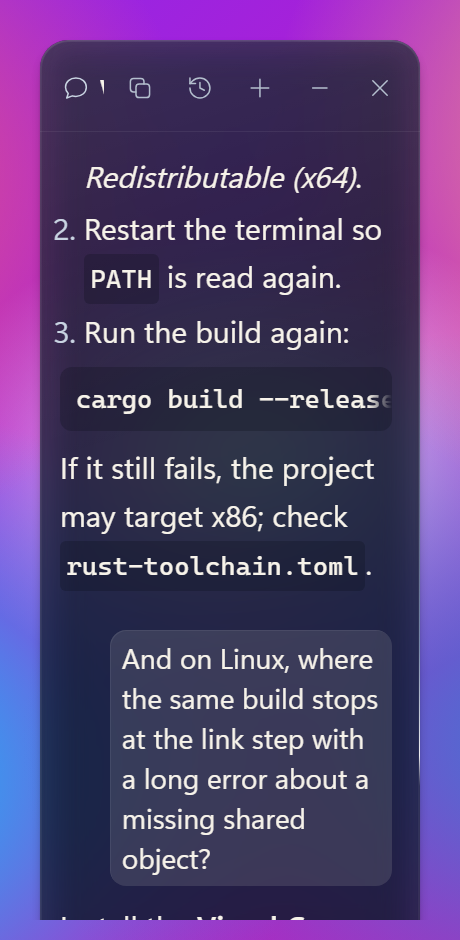 Redistributable (x64).
2. Restart the terminal so
PATH is read again.
3. Run the build again:
cargo build --release
If it still fails, the project
may target x86; check
rust-toolchain.toml.
And on Linux, where
the same build stops
at the link step with
a long error about a
missing shared
object?